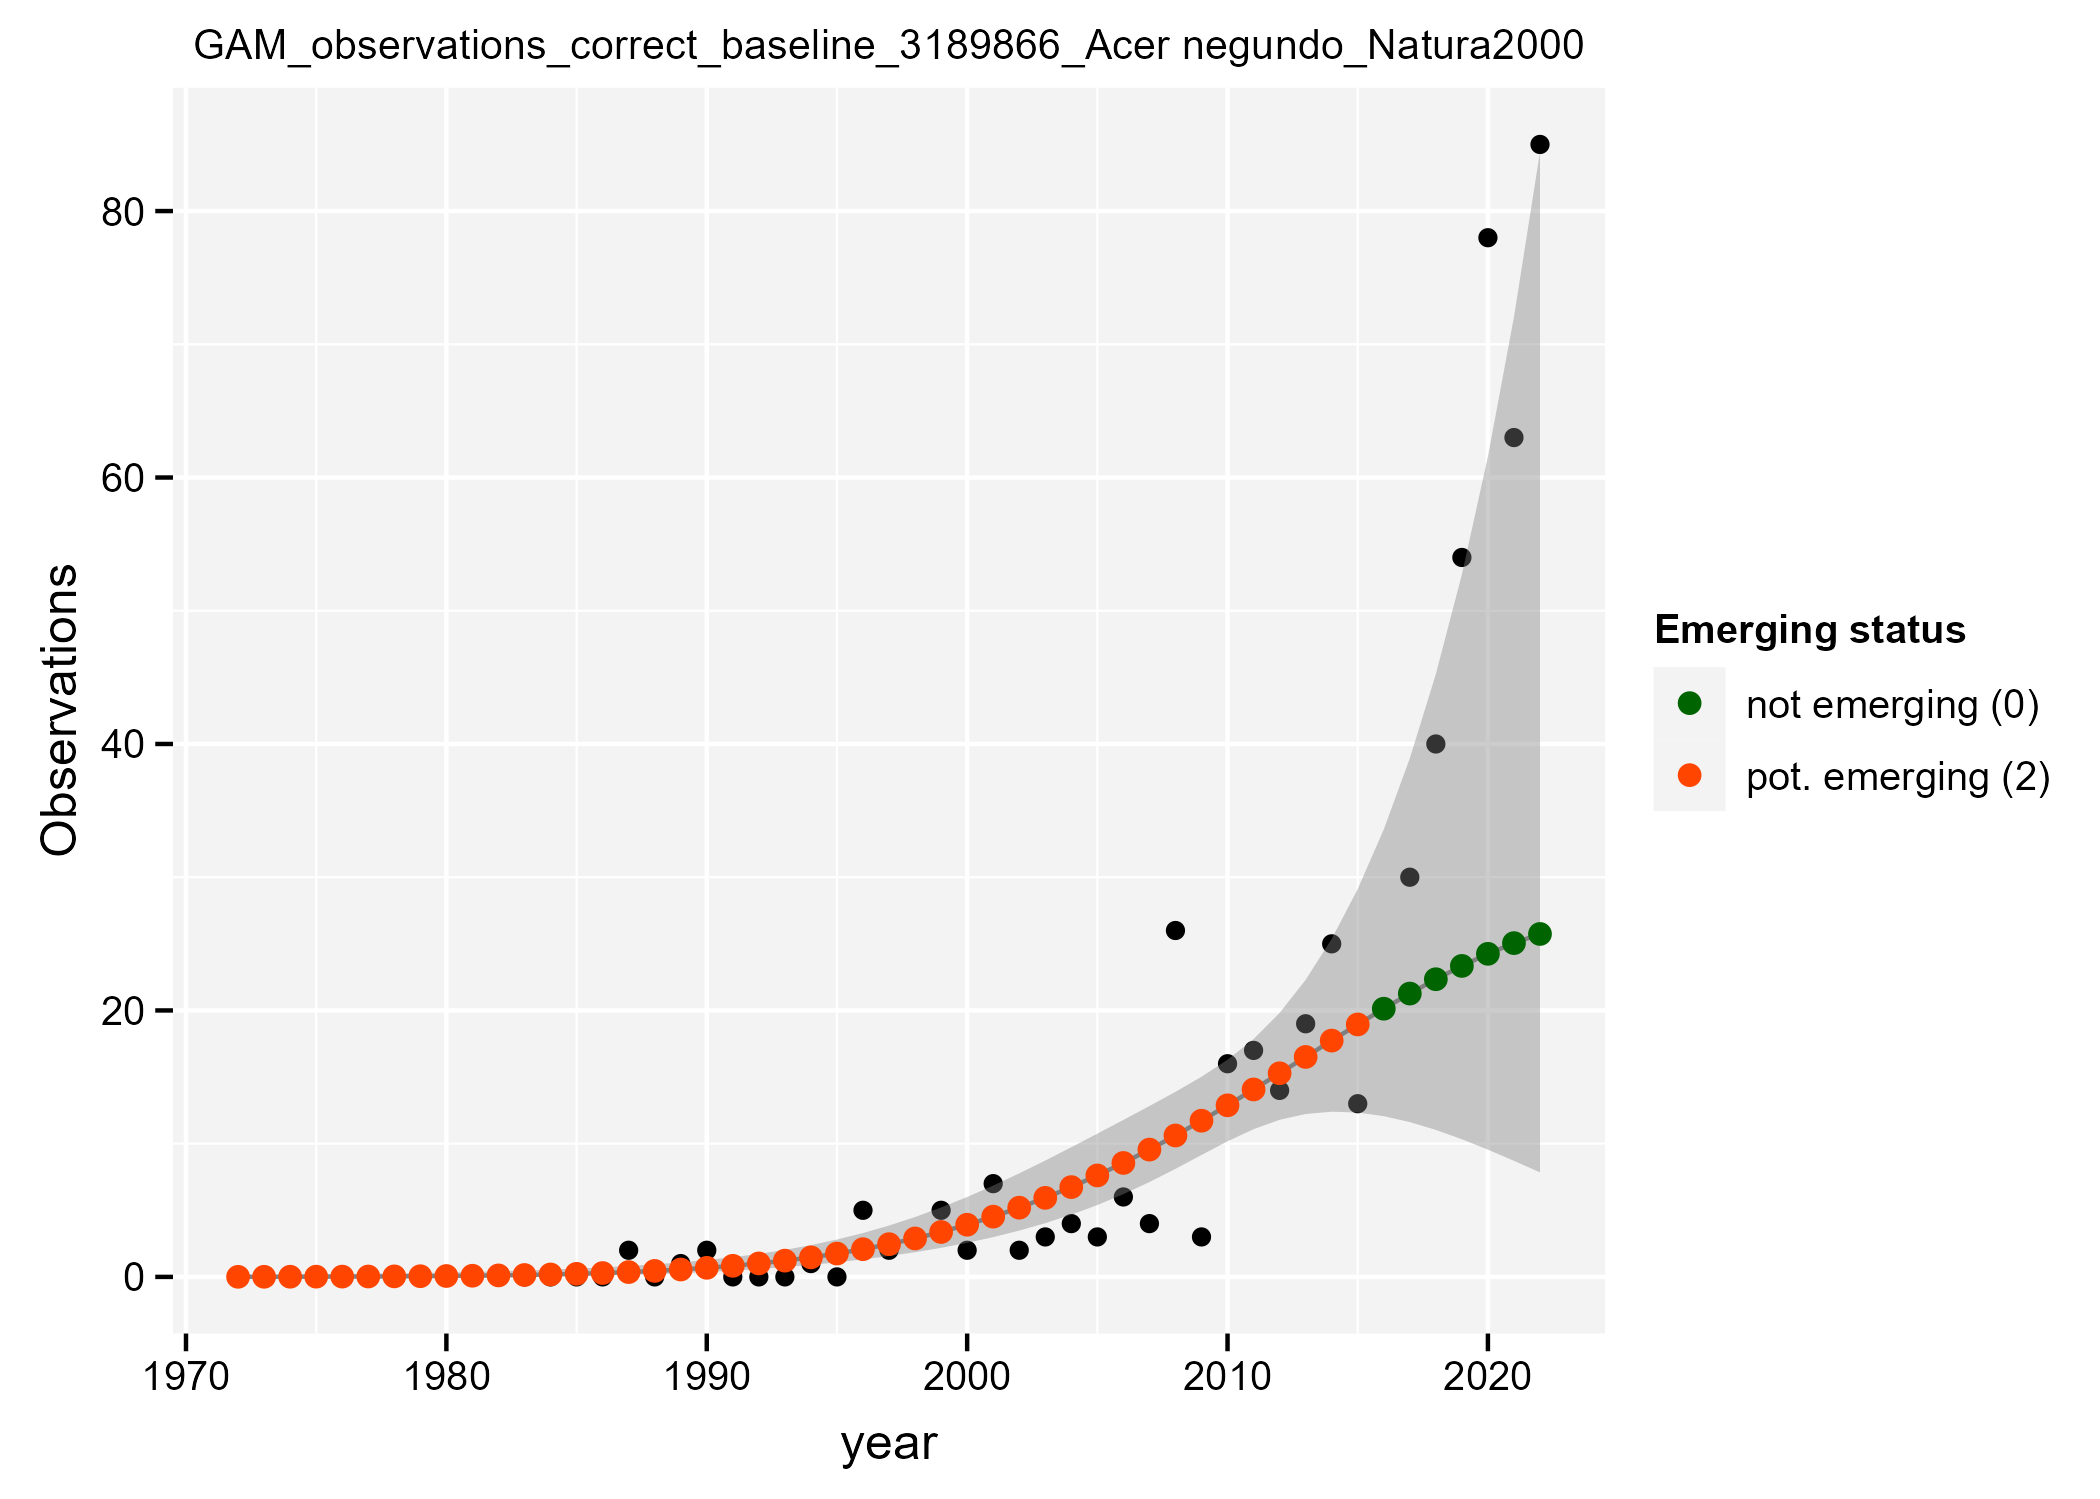 GAM_observations_correct_baseline_3189866_Acer negundo_Natura2000
80
60
40
20
0
Observations
1970 1980 1990 2000 2010 2020
year
Emerging status
not emerging (0)
pot. emerging (2)